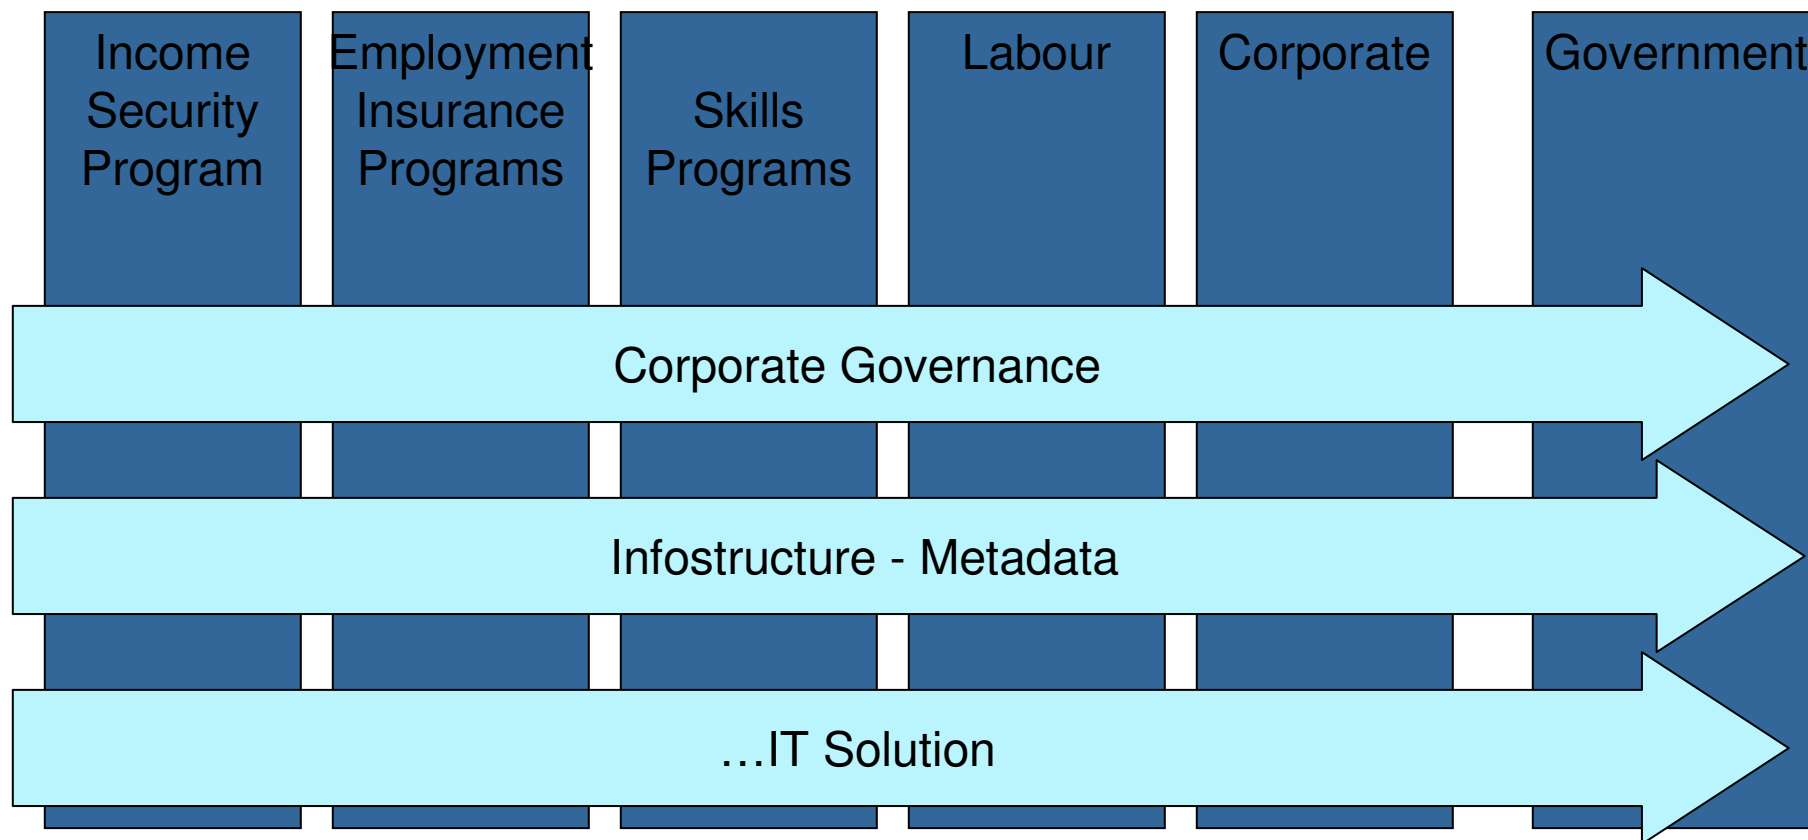 Income
Security
Program
Employment
Insurance
Programs
Skills
Programs
Labour
Corporate
Government
Corporate Governance
Infostructure - Metadata
…IT Solution